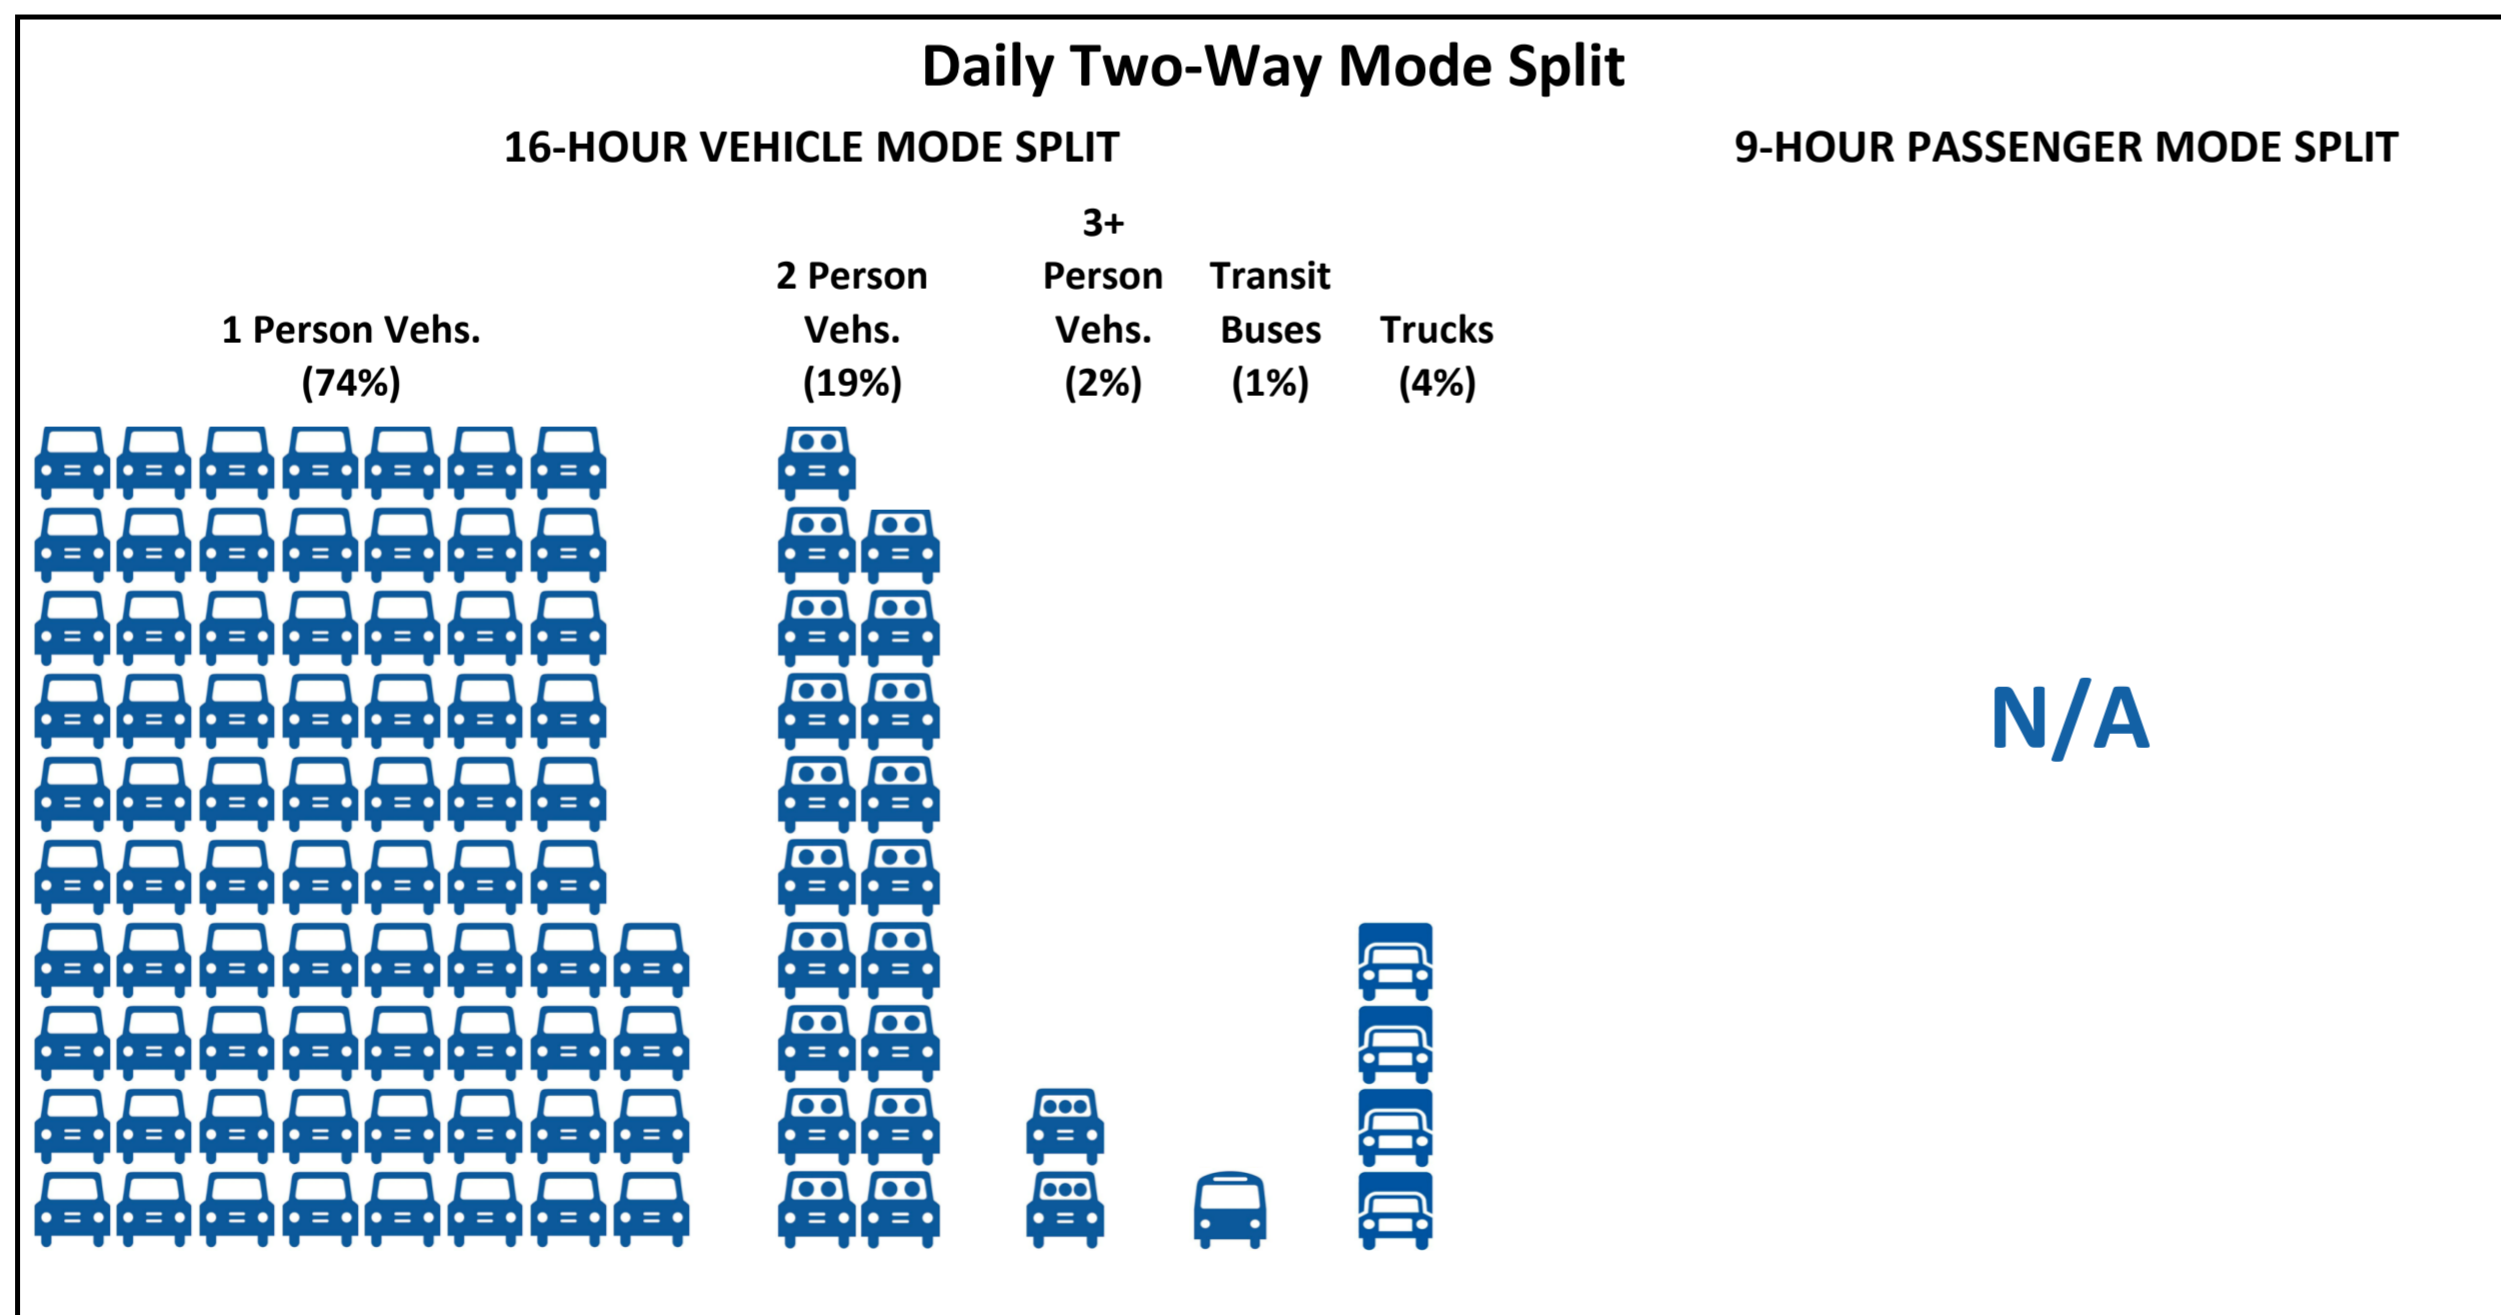 Daily Two-Way Mode Split
16-HOUR VEHICLE MODE SPLIT
9-HOUR PASSENGER MODE SPLIT
1 Person Vehs.
(74%)
2 Person
Vehs.
(19%)
3+
Person
Vehs.
(2%)
Transit
Buses
(1%)
Trucks
(4%)
N/A